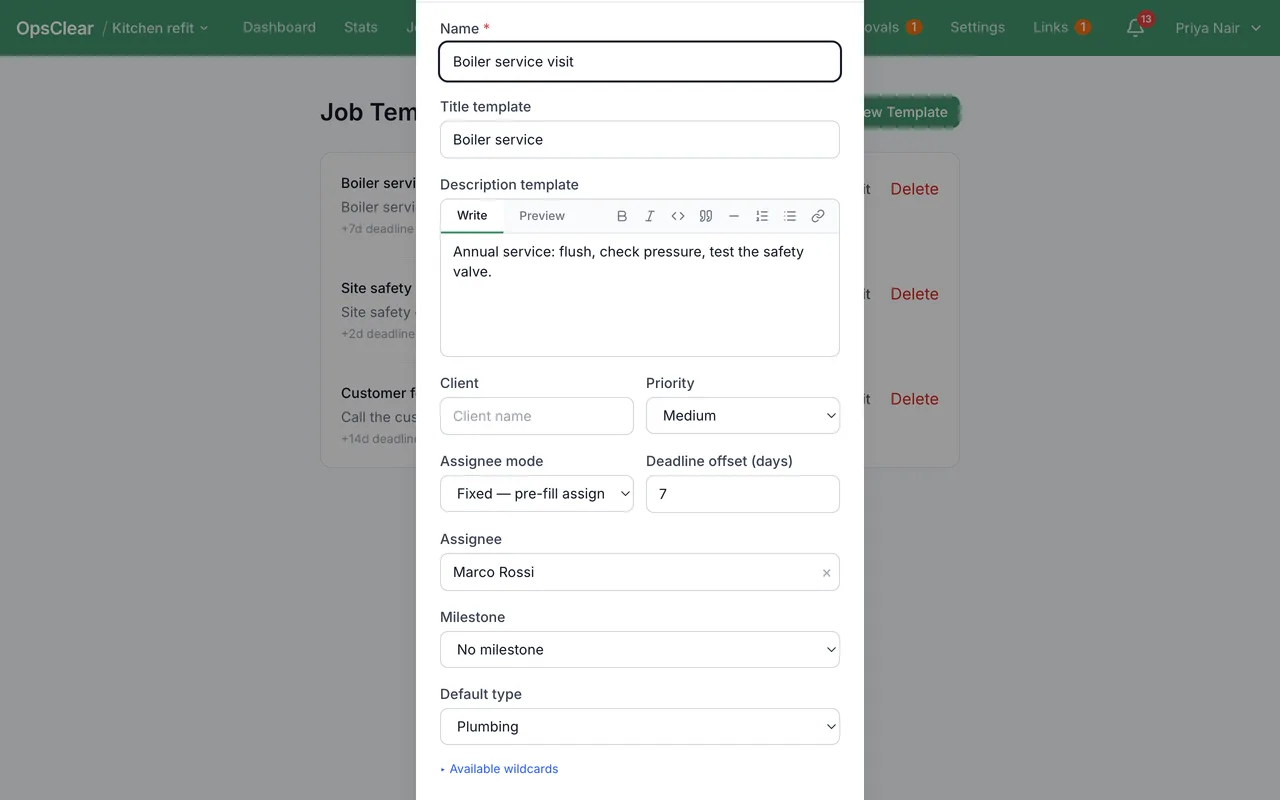 OpsClear / Kitchen refit Dashboard Stats ovals 1 Settings Links 1 13 Priya Nair
Name *
Boiler service visit
Job Tem
ew Template
Title template
Boiler service
Description template
Write Preview
Annual service: flush, check pressure, test the safety
valve.
Boiler servi
Boiler servi
+7d deadline
Delete
Site safety
Site safety
+2d deadline
Delete
Customer f
Call the cus
+14d deadlin
Delete
Client Priority
Client name Medium
Assignee mode Deadline offset (days)
Fixed — pre-fill assign 7
Assignee
Marco Rossi ×
Milestone
No milestone
Default type
Plumbing
Available wildcards